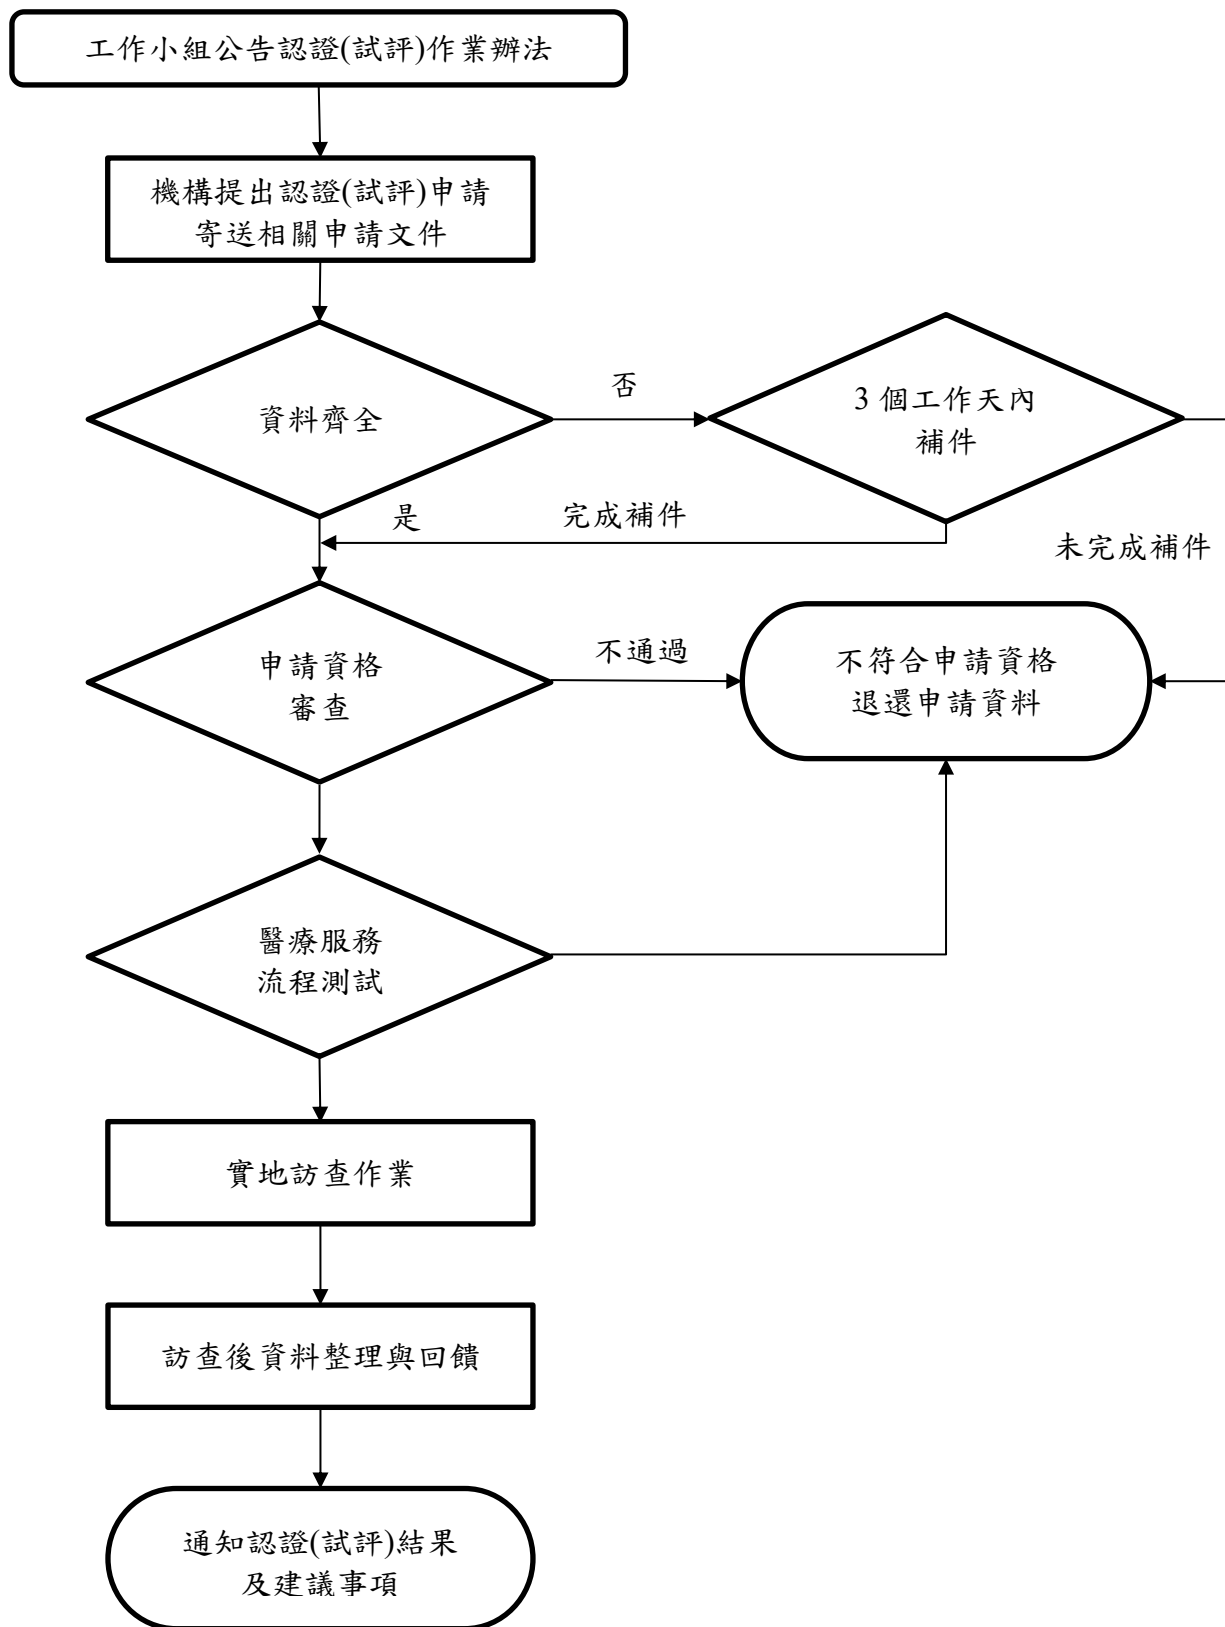 工作小組公告認證(試評)作業辦法
機構提出認證(試評)申請
寄送相關申請文件
資料齊全
否
3 個工作天內
補件
是
完成補件
未完成補件
申請資格
審查
不通過
不符合申請資格
退還申請資料
醫療服務
流程測試
實地訪查作業
訪查後資料整理與回饋
通知認證(試評)結果
及建議事項